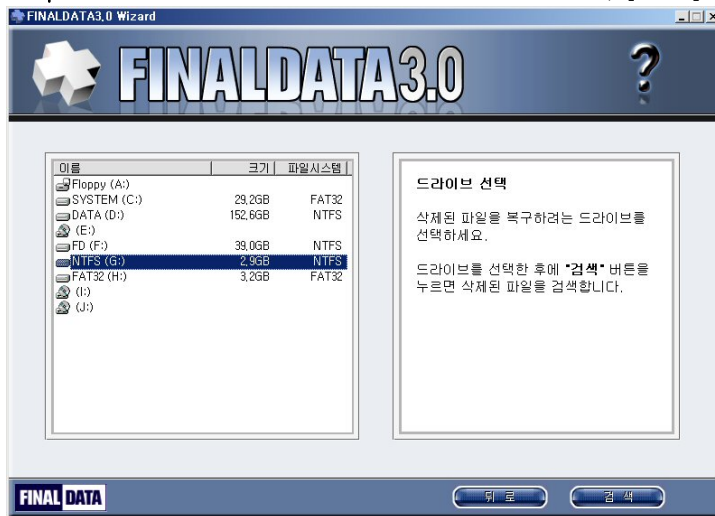 FINALDATA3.0 Wizard
FINALDATA3.0
?
이름 크기 파일시스템
Floppy (A:)
SYSTEM (C:) 29,2GB FAT32
DATA (D:) 152,6GB NTFS
(E:)
FD (F:) 39,0GB NTFS
NTFS (G:) 2,9GB NTFS
FAT32 (H:) 3,2GB FAT32
(I:)
(J:)
드라이브 선택
삭제된 파일을 복구하려는 드라이브를
선택하세요.
드라이브를 선택한 후에 "검색" 버튼을
누르면 삭제된 파일을 검색합니다.
FINAL DATA
뒤로 검색